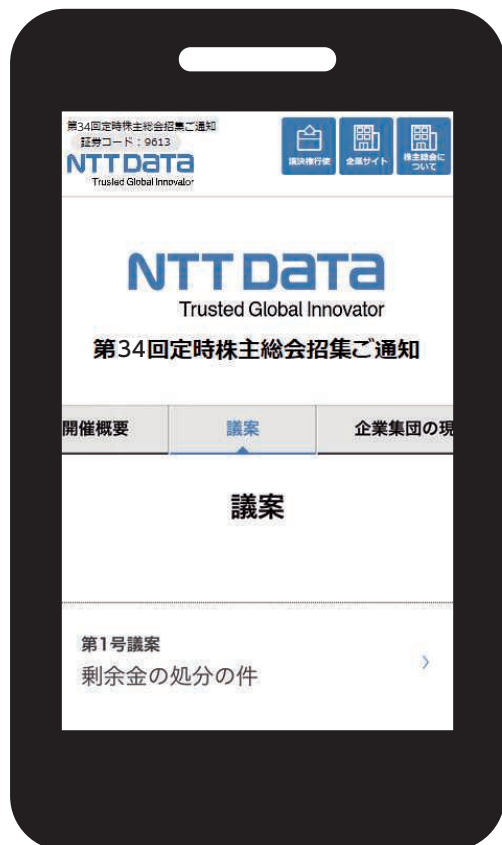 第34回定時株主総会招集ご通知
証券コード：9613
NTT DATA
Trusted Global Innovator
議決権行使
企業サイト
株主総会に
ついて
NTT DATA
Trusted Global Innovator
第34回定時株主総会招集ご通知
開催概要 議案 企業集団の現
議案
第1号議案
剰余金の処分の件